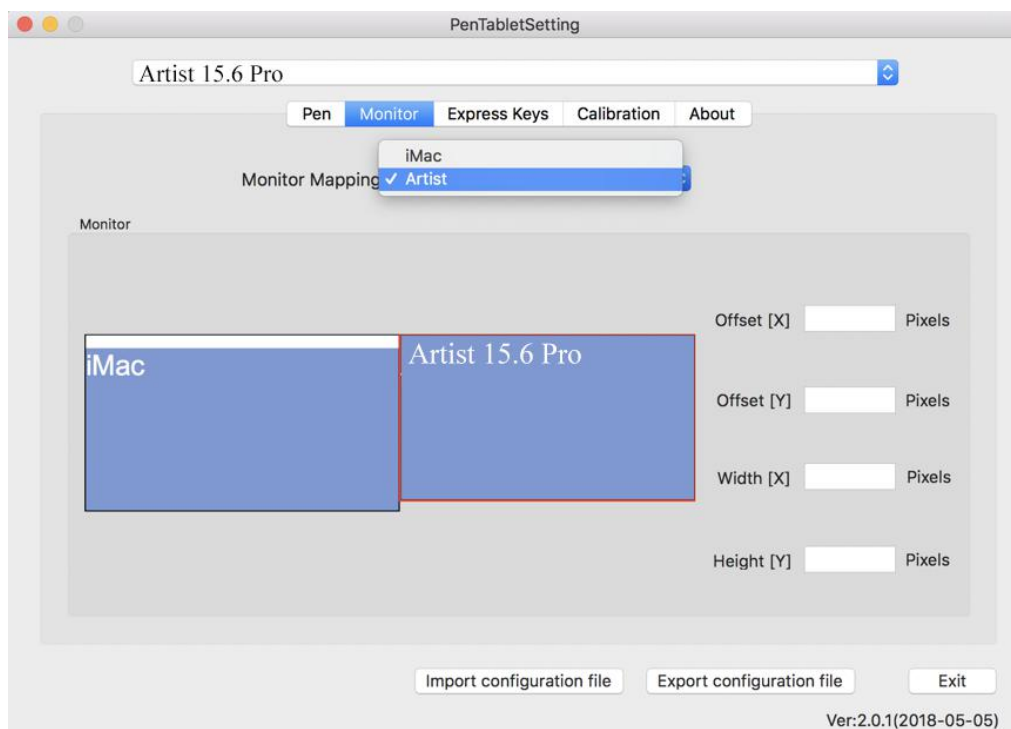 PenTabletSetting
Artist 15.6 Pro
Pen Monitor Express Keys Calibration About
iMac
Monitor Mapping ✓ Artist
Monitor
Offset [X] Pixels
iMac Artist 15.6 Pro
Offset [Y] Pixels
Width [X] Pixels
Height [Y] Pixels
Import configuration file Export configuration file Exit
Ver:2.0.1(2018-05-05)